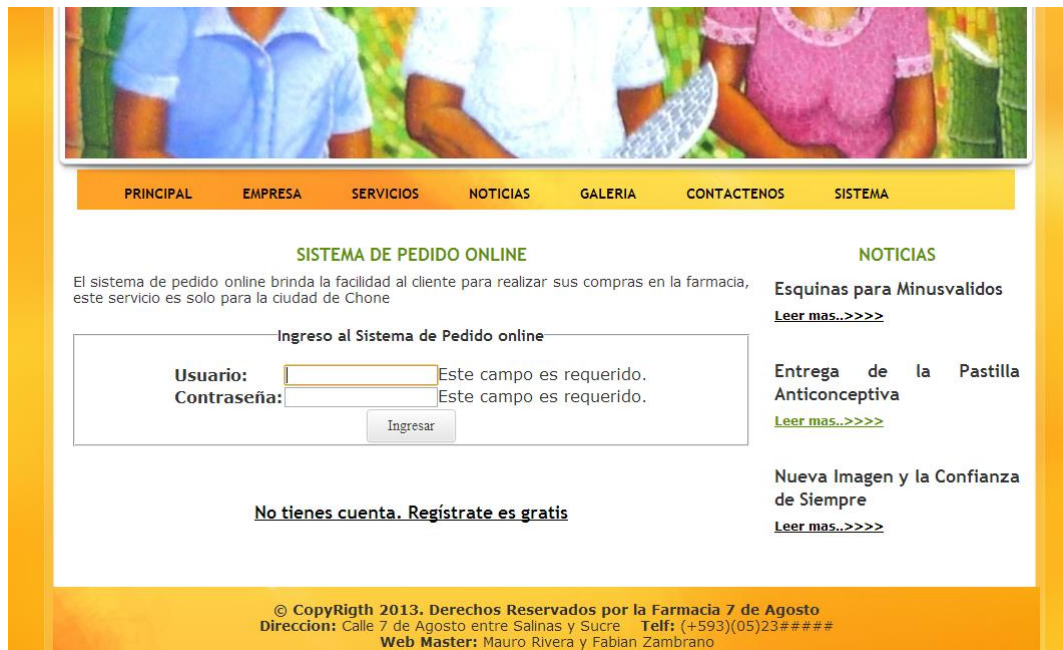 PRINCIPAL EMPRESA SERVICIOS NOTICIAS GALERIA CONTACTENOS SISTEMA
SISTEMA DE PEDIDO ONLINE
El sistema de pedido online brinda la facilidad al cliente para realizar sus compras en la farmacia,
este servicio es solo para la ciudad de Chone
Ingreso al Sistema de Pedido online
Usuario: Este campo es requerido.
Contraseña: Este campo es requerido.
Ingresar
No tienes cuenta. Regístrate es gratis
NOTICIAS
Esquinas para Minusvalidos
Leer mas..>>>>
Entrega de la Pastilla
Anticonceptiva
Leer mas..>>>>
Nueva Imagen y la Confianza
de Siempre
Leer mas..>>>>
© CopyRigth 2013. Derechos Reservados por la Farmacia 7 de Agosto
Direccion: Calle 7 de Agosto entre Salinas y Sucre Telf: (+593)(05)23#####
Web Master: Mauro Rivera y Fabian Zambrano